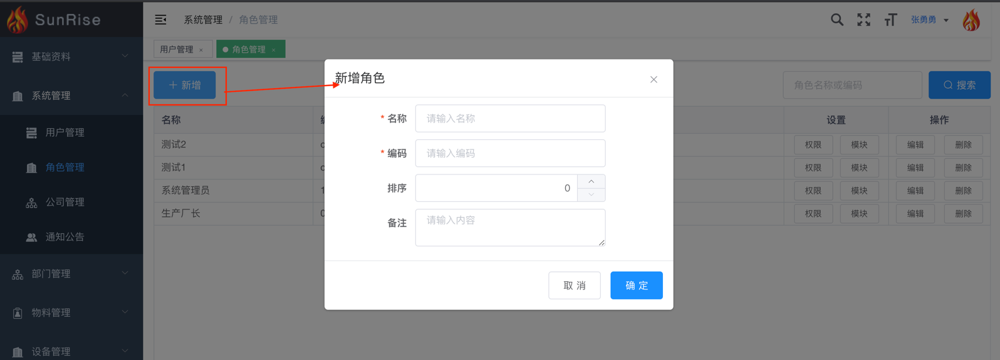 SunRise
系统管理 / 角色管理
张勇勇
用户管理 ×
角色管理 ×
基础资料
系统管理
用户管理
角色管理
公司管理
通知公告
部门管理
物料管理
设备管理
+ 新增
角色名称或编码
搜索
名称
设置
操作
测试2
权限
模块
编辑
删除
测试1
权限
模块
编辑
删除
系统管理员
1
权限
模块
编辑
删除
生产厂长
权限
模块
编辑
删除
新增角色
* 名称
请输入名称
* 编码
请输入编码
排序
0
备注
请输入内容
取 消
确 定